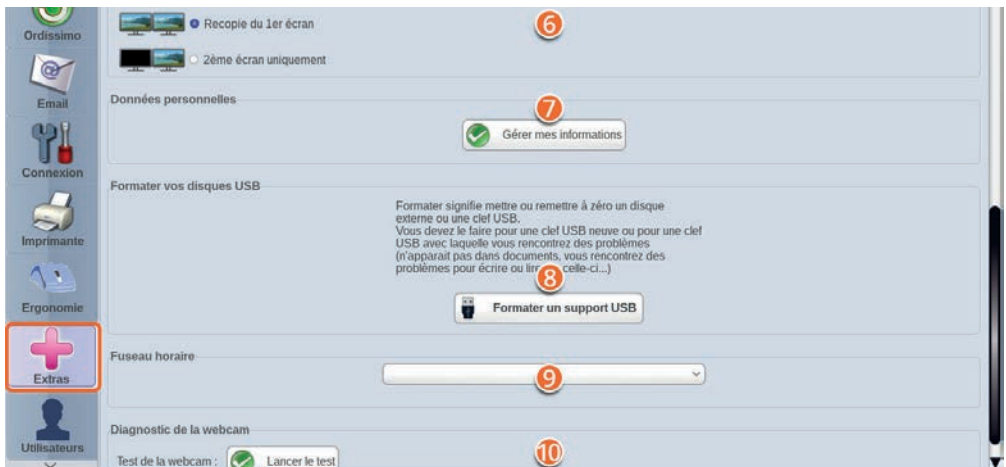 Ordissimo
Email
Connexion
Imprimante
Ergonomie
Extras
Utilisateurs
Recopie du 1er écran
6
2ème écran uniquement
Données personnelles
7
Gérer mes informations
Formater vos disques USB
Formater signifie mettre ou remettre à zéro un disque
externe ou une clef USB.
Vous devez le faire pour une clef USB neuve ou pour une clef
USB avec laquelle vous rencontrez des problèmes
(n'apparait pas dans documents, vous rencontrez des
problèmes pour écrire ou celle-ci...)
8
Formater un support USB
Fuseau horaire
9
Diagnostic de la webcam
10
Test de la webcam : Lancer le test